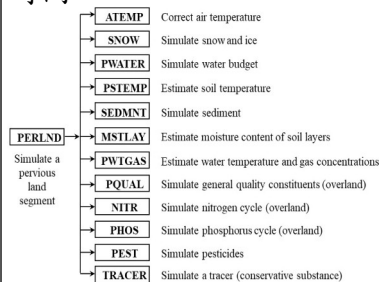 ATEMP Correct air temperature
SNOW Simulate snow and ice
PWATER Simulate water budget
PSTEMP Estimate soil temperature
SEDMNT Simulate sediment
PERLND MSTLAY Estimate moisture content of soil layers
Simulate a
pervious
land
segment
PWTGAS Estimate water temperature and gas concentrations
PQUAL Simulate general quality constituents (overland)
NITR Simulate nitrogen cycle (overland)
PHOS Simulate phosphorus cycle (overland)
PEST Simulate pesticides
TRACER Simulate a tracer (conservative substance)